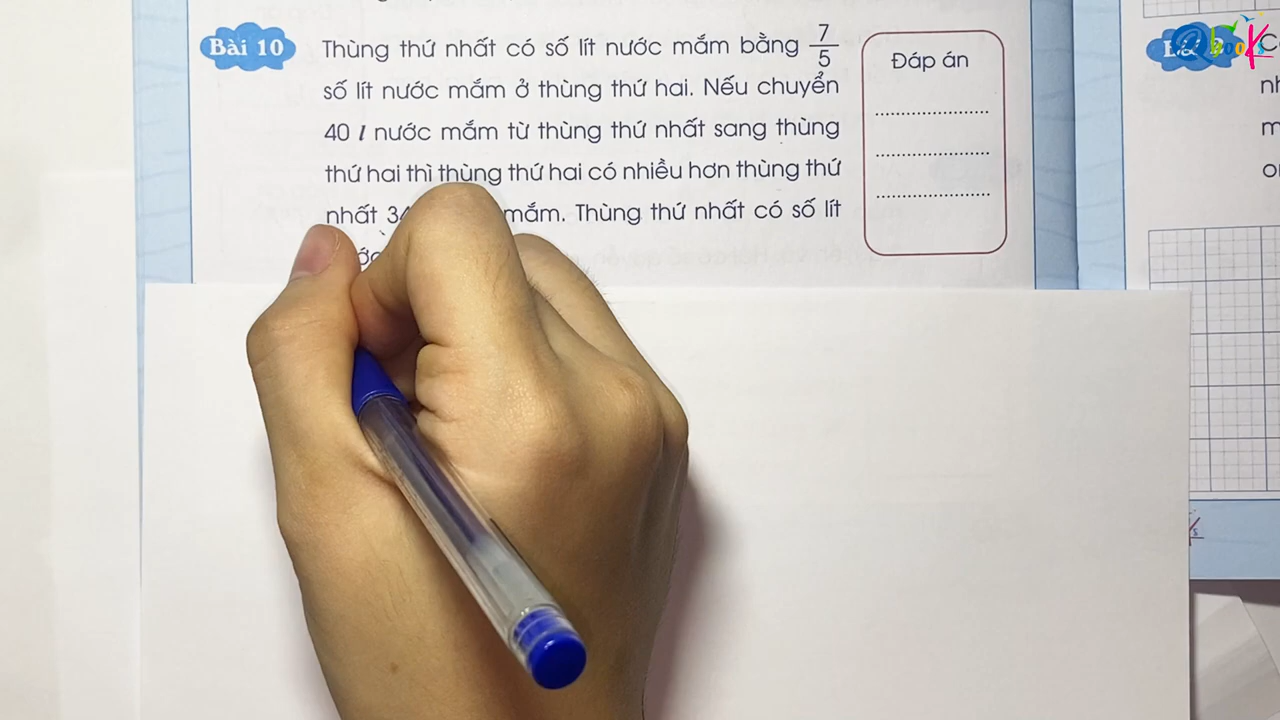 Bài 10
Thùng thứ nhất có số lít nước mắm bằng 7/5
số lít nước mắm ở thùng thứ hai. Nếu chuyển
40 l nước mắm từ thùng thứ nhất sang thùng
thứ hai thì thùng thứ hai có nhiều hơn thùng thứ
nhất mắm. Thùng thứ nhất có số lít
Đáp án